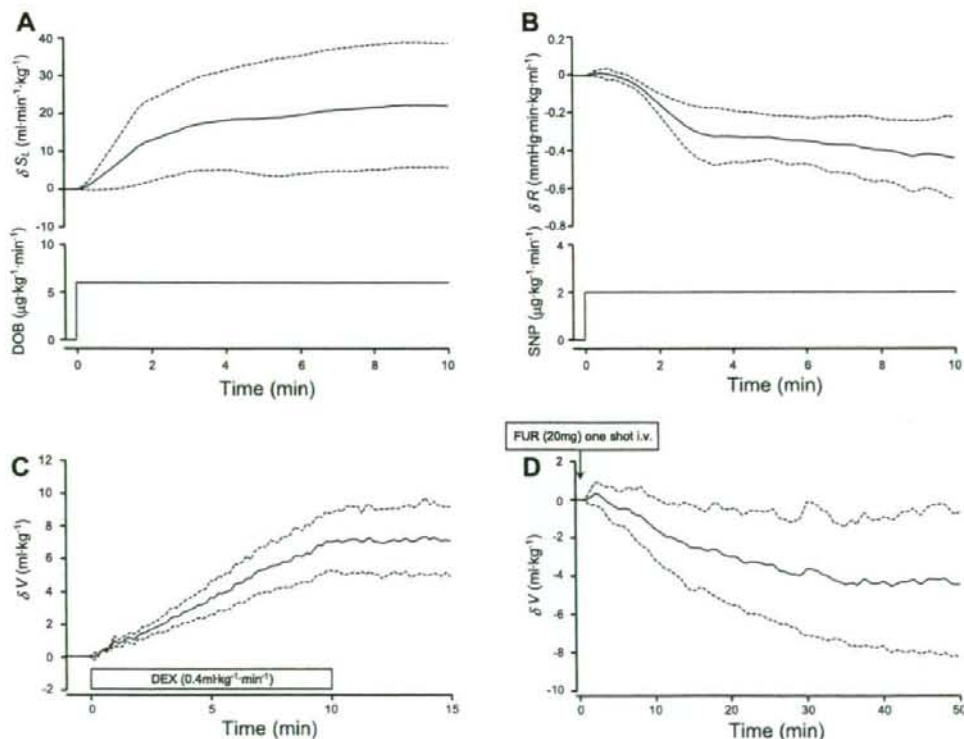 A
40
30
20
10
0
-10
δ S_L (ml·min⁻¹·kg⁻¹)
10
5
0
DOB (μg·kg⁻¹·min⁻¹)
0 2 4 6 8 10
Time (min)
B
0.2
0
-0.2
-0.4
-0.6
-0.8
δ R (mmHg·min·kg·ml⁻¹)
4
2
0
SNP (μg·kg⁻¹·min⁻¹)
0 2 4 6 8 10
Time (min)
C
12
10
8
6
4
2
0
-2
δ V (ml·kg⁻¹)
DEX (0.4ml·kg⁻¹·min⁻¹)
0 5 10 15
Time (min)
FUR (20mg) one shot i.v.
D
2
0
-2
-4
-6
-8
-10
δ V (ml·kg⁻¹)
0 10 20 30 40 50
Time (min)